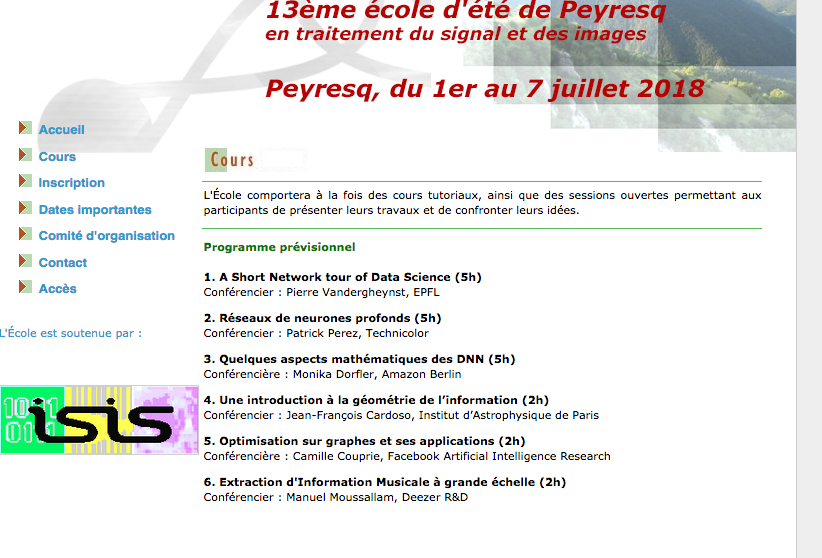 13ème école d'été de Peyresq
en traitement du signal et des images
Peyresq, du 1er au 7 juillet 2018
Accueil
Cours
Inscription
Dates importantes
Comité d'organisation
Contact
Accès
L'École est soutenue par :
isis
Cours
L'École comportera à la fois des cours tutoriaux, ainsi que des sessions ouvertes permettant aux
participants de présenter leurs travaux et de confronter leurs idées.
Programme prévisionnel
1. A Short Network tour of Data Science (5h)
Conférencier : Pierre Vandergheynst, EPFL
2. Réseaux de neurones profonds (5h)
Conférencier : Patrick Perez, Technicolor
3. Quelques aspects mathématiques des DNN (5h)
Conférencière : Monika Dorfler, Amazon Berlin
4. Une introduction à la géométrie de l’information (2h)
Conférencier : Jean-François Cardoso, Institut d’Astrophysique de Paris
5. Optimisation sur graphes et ses applications (2h)
Conférencière : Camille Couprie, Facebook Artificial Intelligence Research
6. Extraction d'Information Musicale à grande échelle (2h)
Conférencier : Manuel Moussallam, Deezer R&D